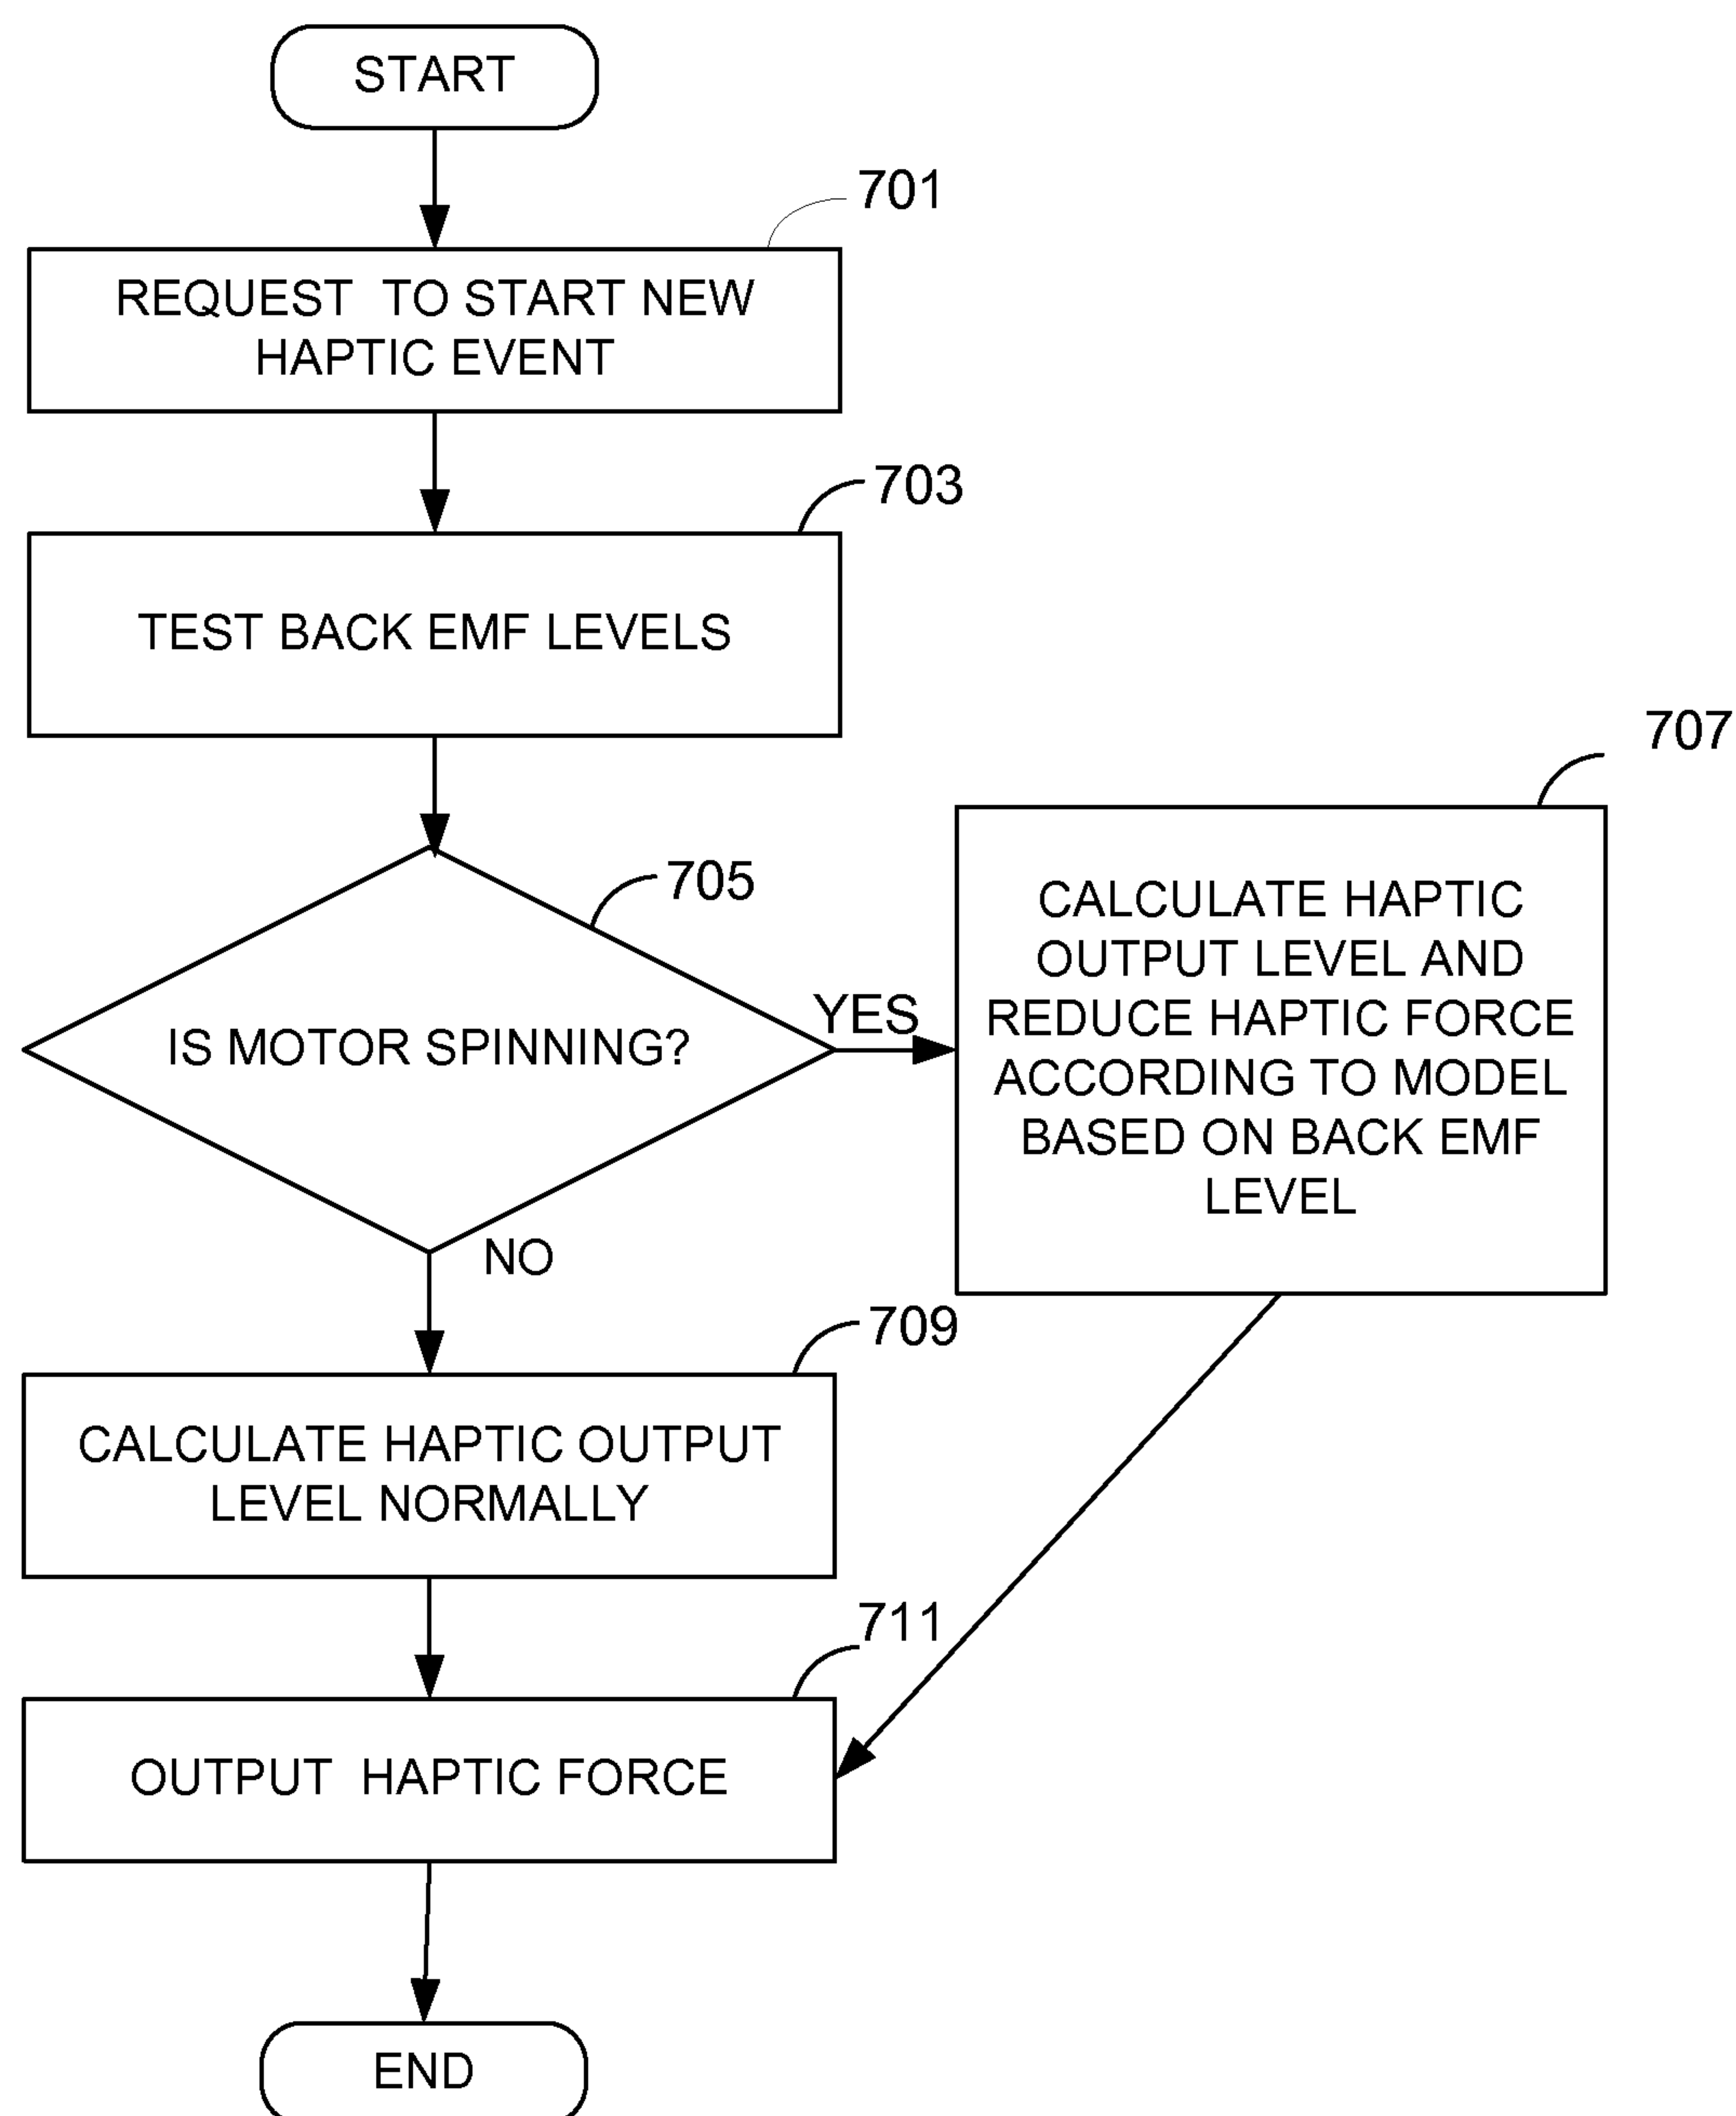 START
701
REQUEST TO START NEW
HAPTIC EVENT
703
TEST BACK EMF LEVELS
705
IS MOTOR SPINNING?
YES
707
CALCULATE HAPTIC
OUTPUT LEVEL AND
REDUCE HAPTIC FORCE
ACCORDING TO MODEL
BASED ON BACK EMF
LEVEL
NO
709
CALCULATE HAPTIC OUTPUT
LEVEL NORMALLY
711
OUTPUT HAPTIC FORCE
END